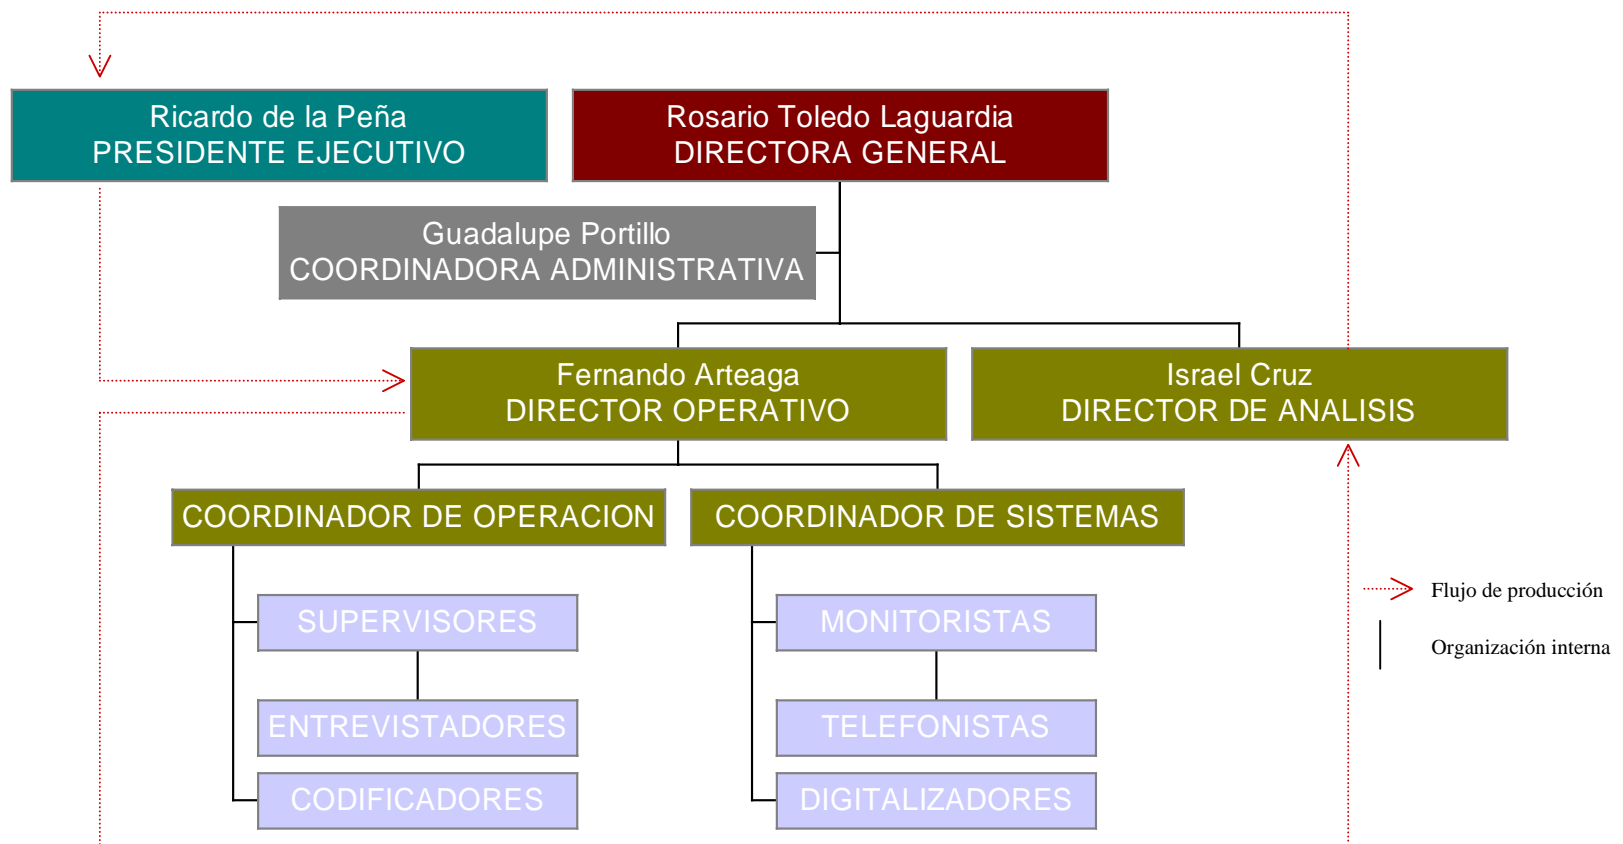 Ricardo de la Peña
PRESIDENTE EJECUTIVO
Rosario Toledo Laguardia
DIRECTORA GENERAL
Guadalupe Portillo
COORDINADORA ADMINISTRATIVA
Fernando Arteaga
DIRECTOR OPERATIVO
Israel Cruz
DIRECTOR DE ANALISIS
COORDINADOR DE OPERACION
COORDINADOR DE SISTEMAS
SUPERVISORES
ENTREVISTADORES
CODIFICADORES
MONITORISTAS
TELEFONISTAS
DIGITALIZADORES
Flujo de producción
Organización interna